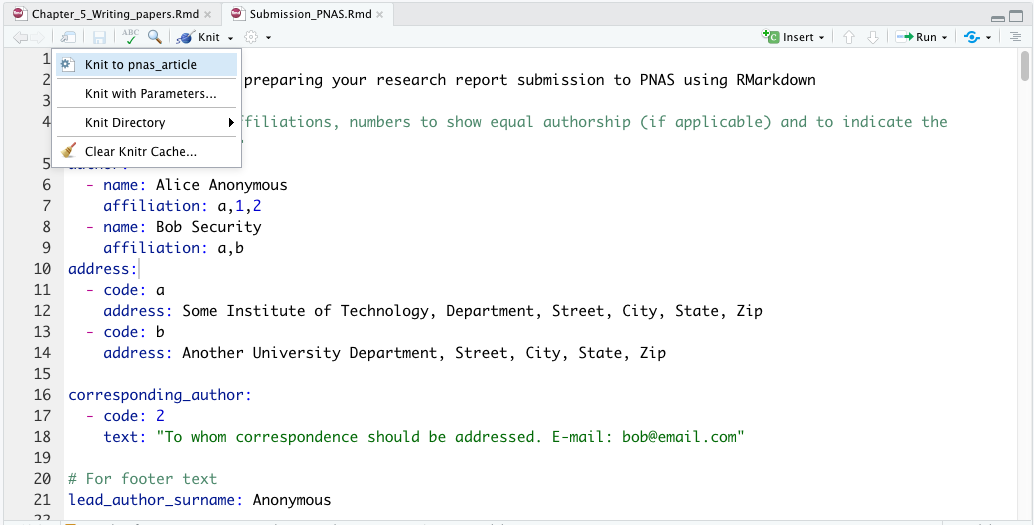 Chapter_5_Writing_papers.Rmd Submission_PNAS.Rmd
ABC Knit Insert Run
1 Knit to pnas_article
2 preparing your research report submission to PNAS using RMarkdown
3 Knit with Parameters...
4 Knit Directory ffiliations, numbers to show equal authorship (if applicable) and to indicate the
Clear Knitr Cache...
5
6 - name: Alice Anonymous
7 affiliation: a,1,2
8 - name: Bob Security
9 affiliation: a,b
10 address:
11 - code: a
12 address: Some Institute of Technology, Department, Street, City, State, Zip
13 - code: b
14 address: Another University Department, Street, City, State, Zip
15
16 corresponding_author:
17 - code: 2
18 text: "To whom correspondence should be addressed. E-mail: bob@email.com"
19
20 # For footer text
21 lead_author_surname: Anonymous
22